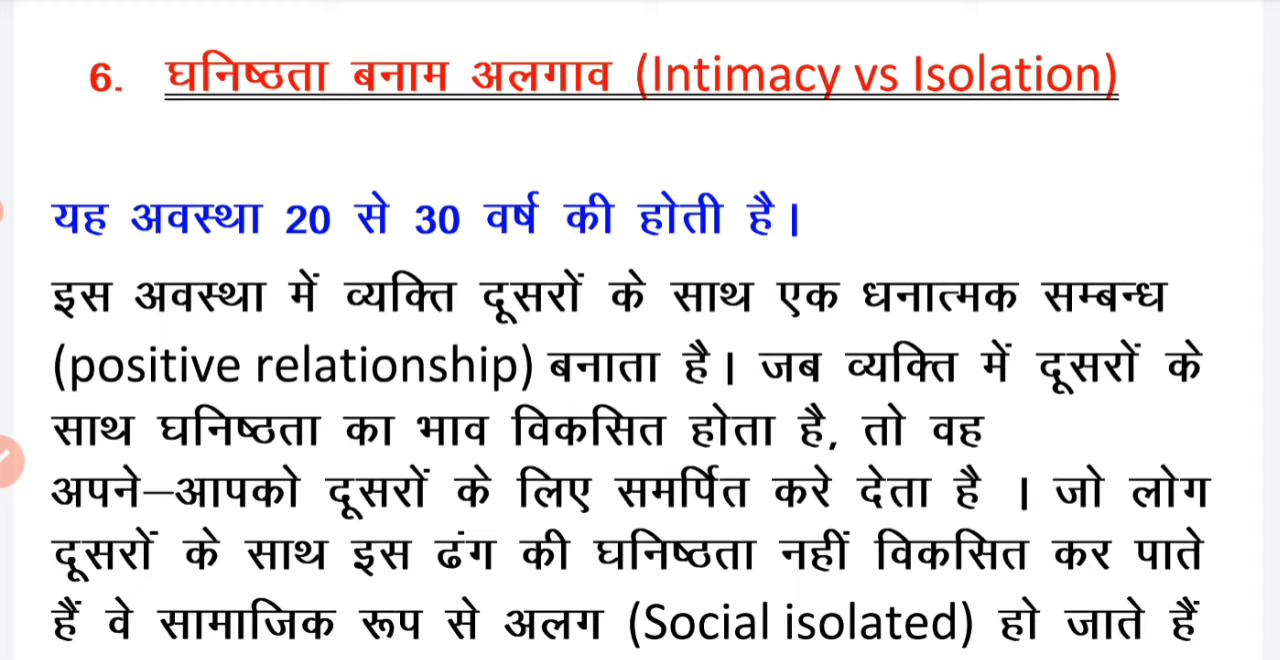 6. घनिष्ठता बनाम अलगाव (Intimacy vs Isolation)
यह अवस्था 20 से 30 वर्ष की होती है।
इस अवस्था में व्यक्ति दूसरों के साथ एक धनात्मक सम्बन्ध
(positive relationship) बनाता है। जब व्यक्ति में दूसरों के
साथ घनिष्ठता का भाव विकसित होता है, तो वह
अपने–आपको दूसरों के लिए समर्पित करे देता है ।जो लोग
दूसरों के साथ इस ढंग की घनिष्ठता नहीं विकसित कर पाते
हैं वे सामाजिक रूप से अलग (Social isolated) हो जाते हैं